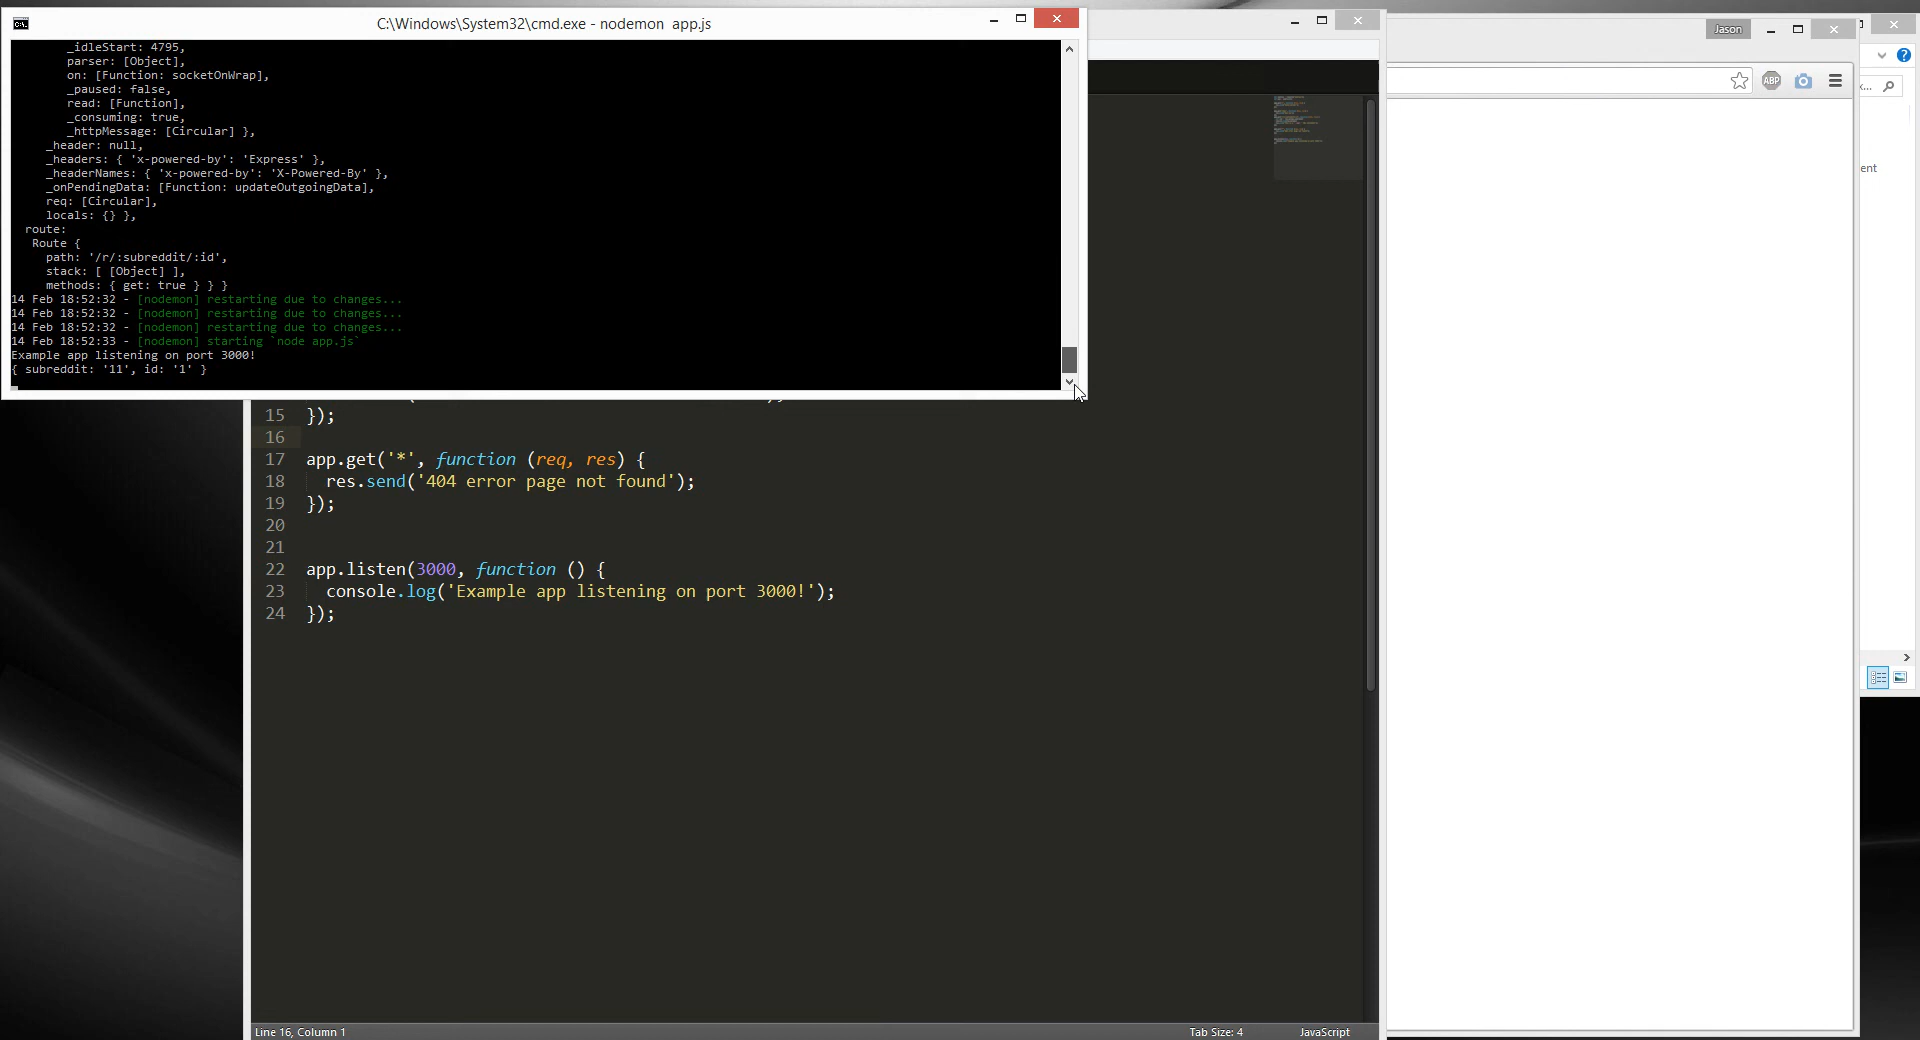 C:\Windows\System32\cmd.exe - nodemon  app.js
Jason
_idleStart: 4795,
parser: [Object],
on: [Function: socketOnWrap],
_paused: false,
read: [Function],
_consuming: true,
_httpMessage: [Circular] },
_header: null,
_headers: { 'x-powered-by': 'Express' },
_headerNames: { 'x-powered-by': 'X-Powered-By' },
_onPendingData: [Function: updateOutgoingData],
req: [Circular],
locals: {} },
route:
Route {
path: '/r/:subreddit/:id',
stack: [ [Object] ],
methods: { get: true } } }
14 Feb 18:52:32 - [nodemon] restarting due to changes...
14 Feb 18:52:32 - [nodemon] restarting due to changes...
14 Feb 18:52:32 - [nodemon] restarting due to changes...
14 Feb 18:52:33 - [nodemon] starting `node app.js`
Example app listening on port 3000!
{ subreddit: '11', id: '1' }
ABP
ent
15 });
16
17 app.get('*', function (req, res) {
18 res.send('404 error page not found');
19 });
20
21
22 app.listen(3000, function () {
23 console.log('Example app listening on port 3000!');
24 });
Line 16, Column 1
Tab Size: 4
JavaScript